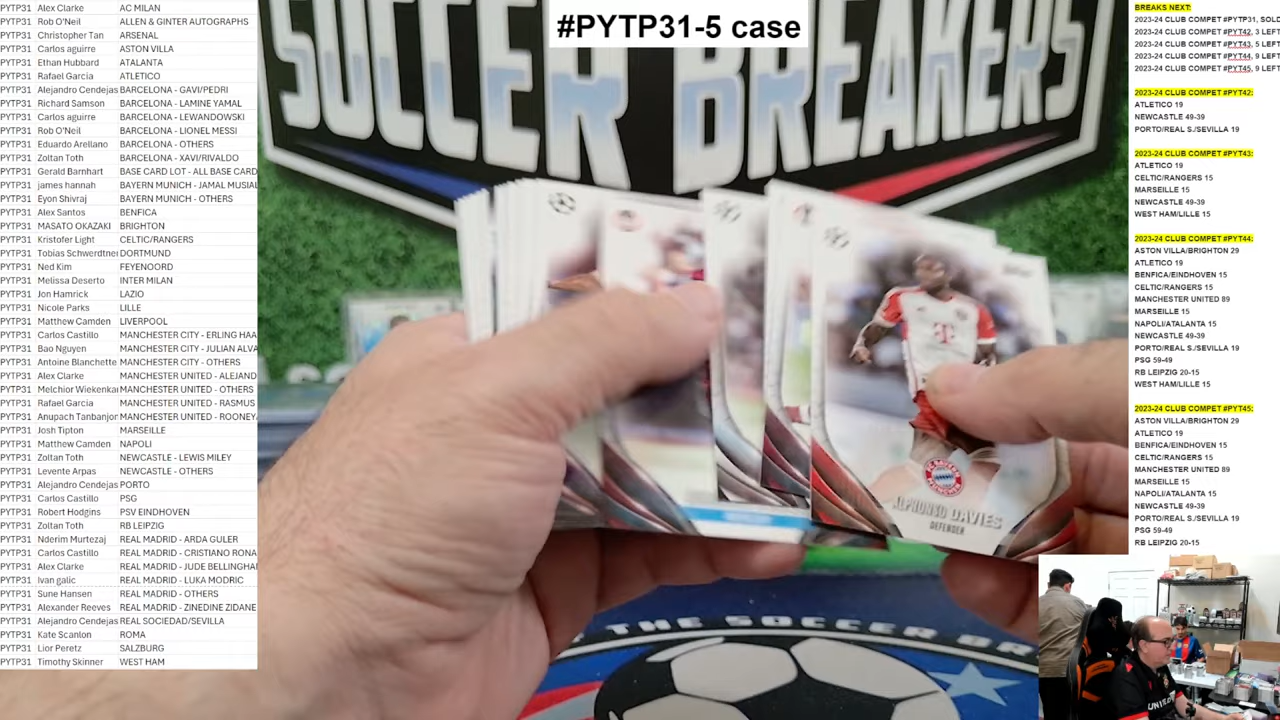 #PYTP31-5 case
SOCCER BREAKERS
PYTP31 Alex Clarke AC MILAN
PYTP31 Rob O'Neil ALLEN & GINTER AUTOGRAPHS
PYTP31 Christopher Tan ARSENAL
PYTP31 Carlos aguirre ASTON VILLA
PYTP31 Ethan Hubbard ATALANTA
PYTP31 Rafael Garcia ATLETICO
PYTP31 Alejandro Cendejas BARCELONA - GAVI/PEDRI
PYTP31 Richard Samson BARCELONA - LAMINE YAMAL
PYTP31 Carlos aguirre BARCELONA - LEWANDOWSKI
PYTP31 Rob O'Neil BARCELONA - LIONEL MESSI
PYTP31 Eduardo Arellano BARCELONA - OTHERS
PYTP31 Zoltan Toth BARCELONA - XAVI/RIVALDO
PYTP31 Gerald Barnhart BASE CARD LOT - ALL BASE CARD
PYTP31 james hannah BAYERN MUNICH - JAMAL MUSIAL
PYTP31 Eyon Shivraj BAYERN MUNICH - OTHERS
PYTP31 Alex Santos BENFICA
PYTP31 MASATO OKAZAKI BRIGHTON
PYTP31 Kristofer Light CELTIC/RANGERS
PYTP31 Tobias Schwerdtner DORTMUND
PYTP31 Ned Kim FEYENOORD
PYTP31 Melissa Deserto INTER MILAN
PYTP31 Jon Hamrick LAZIO
PYTP31 Nicole Parks LILLE
PYTP31 Matthew Camden LIVERPOOL
PYTP31 Carlos Castillo MANCHESTER CITY - ERLING HAA
PYTP31 Bao Nguyen MANCHESTER CITY - JULIAN ALVA
PYTP31 Antoine Blanchette MANCHESTER CITY - OTHERS
PYTP31 Alex Clarke MANCHESTER UNITED - ALEJAND
PYTP31 Melchior Wiekenkar MANCHESTER UNITED - OTHERS
PYTP31 Rafael Garcia MANCHESTER UNITED - RASMUS
PYTP31 Anupach Tanbanjon MANCHESTER UNITED - ROONEY
PYTP31 Josh Tipton MARSEILLE
PYTP31 Matthew Camden NAPOLI
PYTP31 Zoltan Toth NEWCASTLE - LEWIS MILEY
PYTP31 Levente Arpas NEWCASTLE - OTHERS
PYTP31 Alejandro Cendejas PORTO
PYTP31 Carlos Castillo PSG
PYTP31 Robert Hodgins PSV EINDHOVEN
PYTP31 Zoltan Toth RB LEIPZIG
PYTP31 Nderim Murtezaj REAL MADRID - ARDA GULER
PYTP31 Carlos Castillo REAL MADRID - CRISTIANO RONA
PYTP31 Alex Clarke REAL MADRID - JUDE BELLINGHA
PYTP31 Ivan galic REAL MADRID - LUKA MODRIC
PYTP31 Sune Hansen REAL MADRID - OTHERS
PYTP31 Alexander Reeves REAL MADRID - ZINEDINE ZIDANE
PYTP31 Alejandro Cendejas REAL SOCIEDAD/SEVILLA
PYTP31 Kate Scanlon ROMA
PYTP31 Lior Peretz SALZBURG
PYTP31 Timothy Skinner WEST HAM
ALPHONSO DAVIES
DEFENDER
THE SOCCER BR
BREAKS NEXT:
2023-24 CLUB COMPET #PYTP31, SOLD
2023-24 CLUB COMPET #PYT42, 3 LEFT
2023-24 CLUB COMPET #PYT43, 5 LEFT
2023-24 CLUB COMPET #PYT44, 9 LEFT
2023-24 CLUB COMPET #PYT45, 9 LEFT
2023-24 CLUB COMPET #PYT42:
ATLETICO 19
NEWCASTLE 49-39
PORTO/REAL S./SEVILLA 19
2023-24 CLUB COMPET #PYT43:
ATLETICO 19
CELTIC/RANGERS 15
MARSEILLE 15
NEWCASTLE 49-39
WEST HAM/LILLE 15
2023-24 CLUB COMPET #PYT44:
ASTON VILLA/BRIGHTON 29
ATLETICO 19
BENFICA/EINDHOVEN 15
CELTIC/RANGERS 15
MANCHESTER UNITED 89
MARSEILLE 15
NAPOLI/ATALANTA 15
NEWCASTLE 49-39
PORTO/REAL S./SEVILLA 19
PSG 59-49
RB LEIPZIG 20-15
WEST HAM/LILLE 15
2023-24 CLUB COMPET #PYT45:
ASTON VILLA/BRIGHTON 29
ATLETICO 19
BENFICA/EINDHOVEN 15
CELTIC/RANGERS 15
MANCHESTER UNITED 89
MARSEILLE 15
NAPOLI/ATALANTA 15
NEWCASTLE 49-39
PORTO/REAL S./SEVILLA 19
PSG 59-49
RB LEIPZIG 20-15